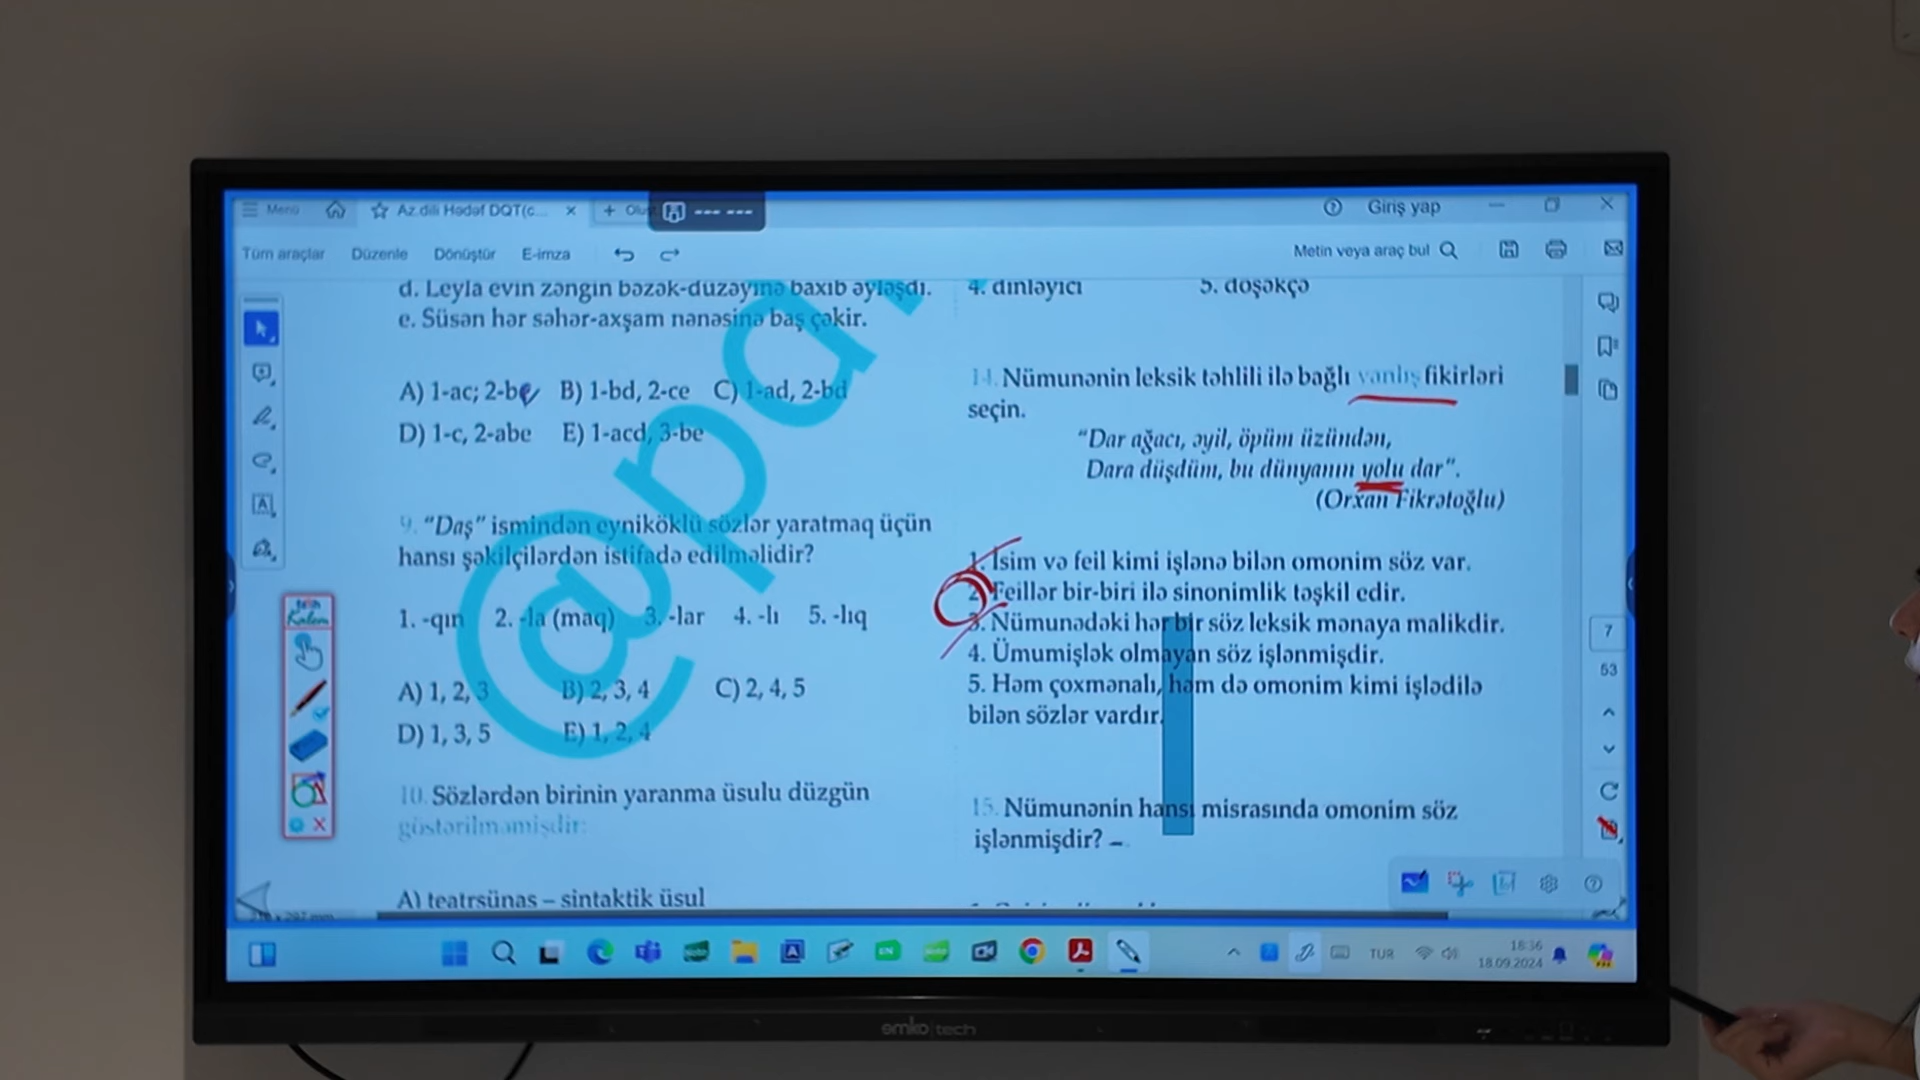 Menü
Az.dili Hədəf DQT(c...
Giriş yap
Tüm araçlar Düzenle Dönüştür E-imza
Metin veya araç bul
d. Leyla evin zəngin bəzək-düzəyinə baxıb əyləşdi.
e. Süsən hər səhər-axşam nənəsinə baş çəkir.
A) 1-ac; 2-be B) 1-bd, 2-ce C) 1-ad, 2-bd
D) 1-c, 2-abe E) 1-acd, 3-be
9. “Daş” ismindən eyniköklü sözlər yaratmaq üçün
hansı şəkilçilərdən istifadə edilməlidir?
1. -qın 2. -la (maq) 3. -lar 4. -lı 5. -lıq
A) 1, 2, 3 B) 2, 3, 4 C) 2, 4, 5
D) 1, 3, 5 E) 1, 2, 4
10. Sözlərdən birinin yaranma üsulu düzgün
göstərilməmişdir:
A) teatrşünas – sintaktik üsul
4. dinləyici 5. döşəkçə
14. Nümunənin leksik təhlili ilə bağlı yanlış fikirləri
seçin.
“Dar ağacı, əyil, öpüm üzündən,
Dara düşdüm, bu dünyanın yolu dar”.
(Orxan Fikrətoğlu)
1. İsim və feil kimi işlənə bilən omonim söz var.
2. Feillər bir-biri ilə sinonimlik təşkil edir.
3. Nümunədəki hər bir söz leksik mənaya malikdir.
4. Ümumişlək olmayan söz işlənmişdir.
5. Həm çoxmənalı, həm də omonim kimi işlədilə
bilən sözlər vardır.
15. Nümunənin hansı misrasında omonim söz
işlənmişdir? –
@pa
7
53
Kalem
TUR
18:36
18.09.2024
emko|tech